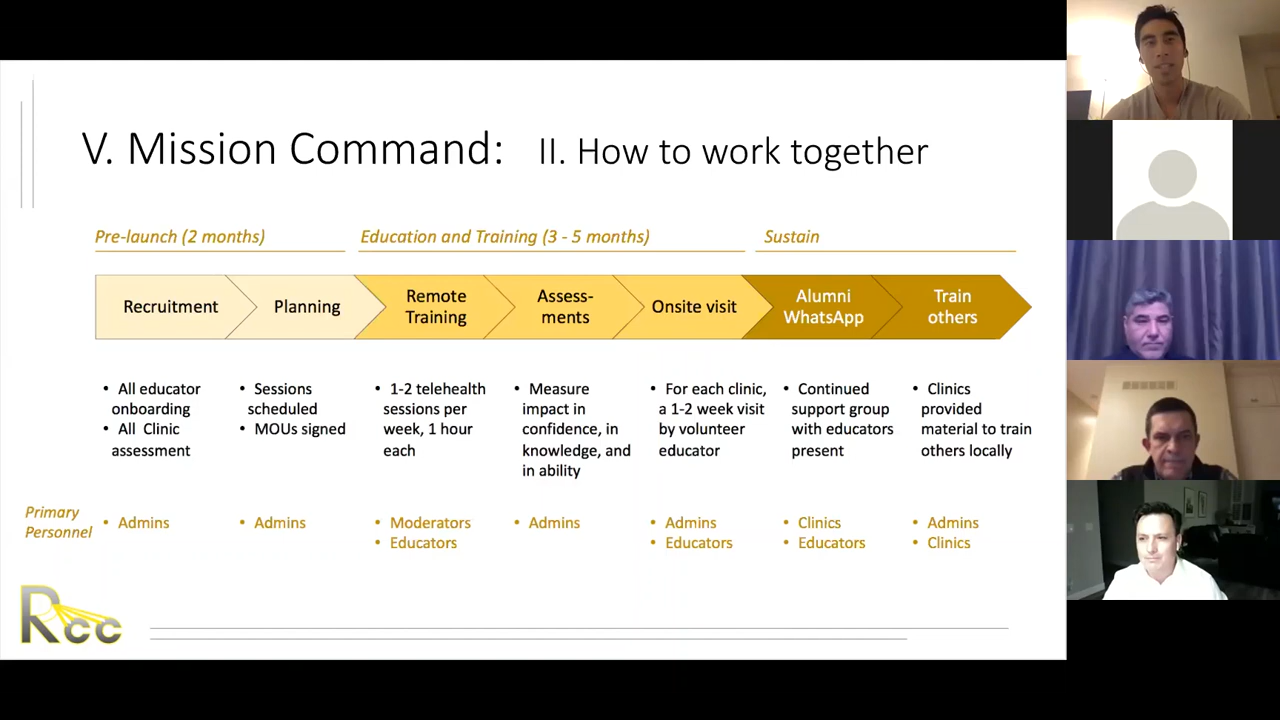 V. Mission Command: II. How to work together
Pre-launch (2 months)
Education and Training (3 - 5 months)
Sustain
Recruitment
Planning
Remote
Training
Assess-
ments
Onsite visit
Alumni
WhatsApp
Train
others
• All educator
onboarding
• All Clinic
assessment
• Sessions
scheduled
• MOUs signed
• 1-2 telehealth
sessions per
week, 1 hour
each
• Measure
impact in
confidence, in
knowledge, and
in ability
• For each clinic,
a 1-2 week visit
by volunteer
educator
• Continued
support group
with educators
present
• Clinics
provided
material to train
others locally
Primary
Personnel
• Admins
• Admins
• Moderators
• Educators
• Admins
• Admins
• Educators
• Clinics
• Educators
• Admins
• Clinics
Rcc